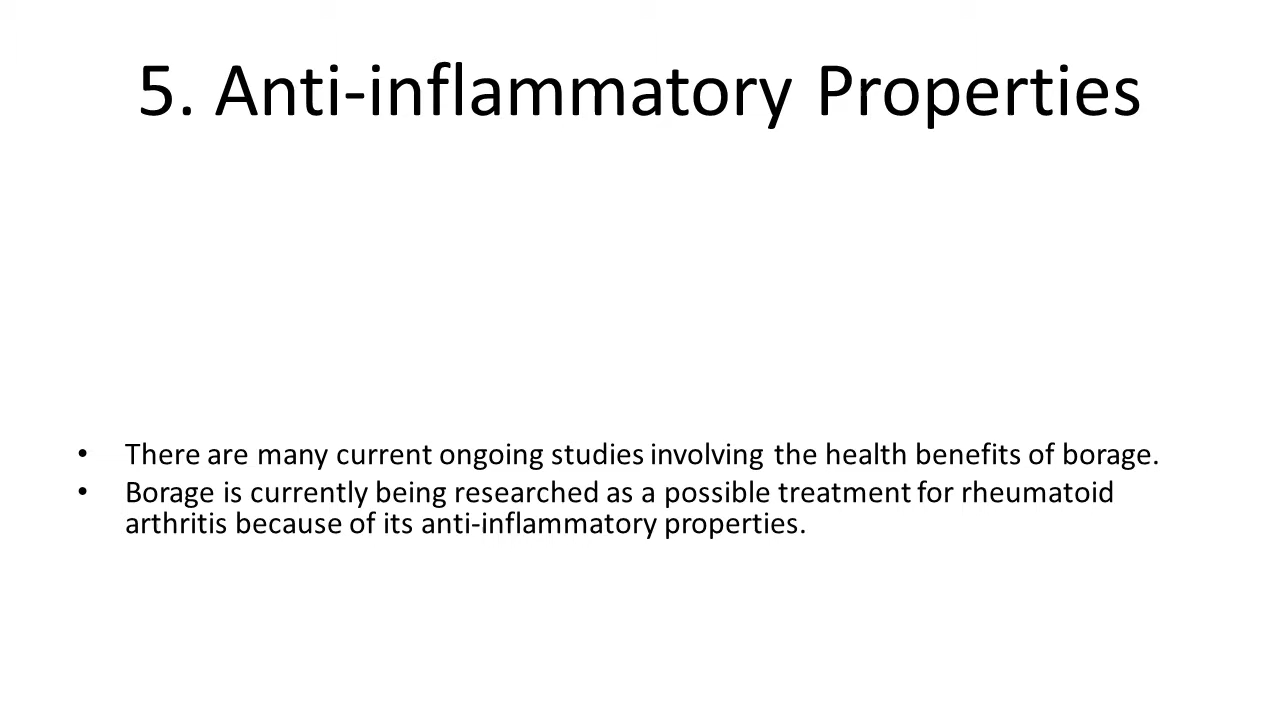 5. Anti-inflammatory Properties
• There are many current ongoing studies involving the health benefits of borage.
• Borage is currently being researched as a possible treatment for rheumatoid
arthritis because of its anti-inflammatory properties.